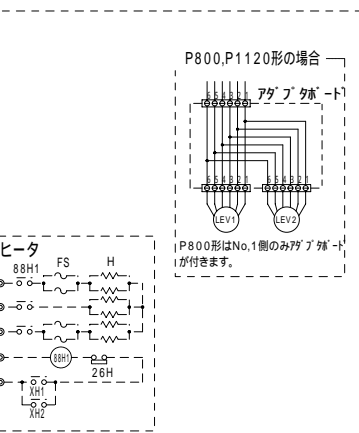 P800,P1120形の場合
アダプタボード
6 5 4 3 2 1
6 5 4 3 2 1
6 5 4 3 2 1
LEV1
LEV2
P800形はNo,1側のみアダプタボード
が付きます。
ヒータ
88H1
FS
H
88H1
26H
XH1
XH2